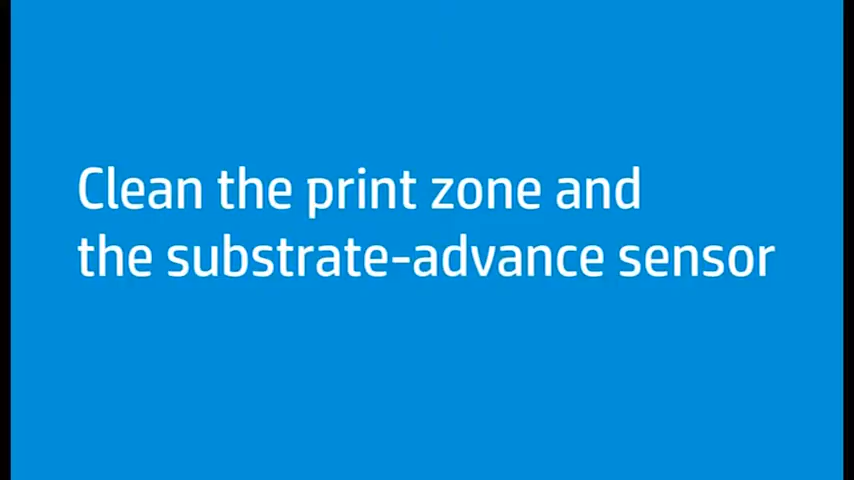 Clean the print zone and
the substrate-advance sensor